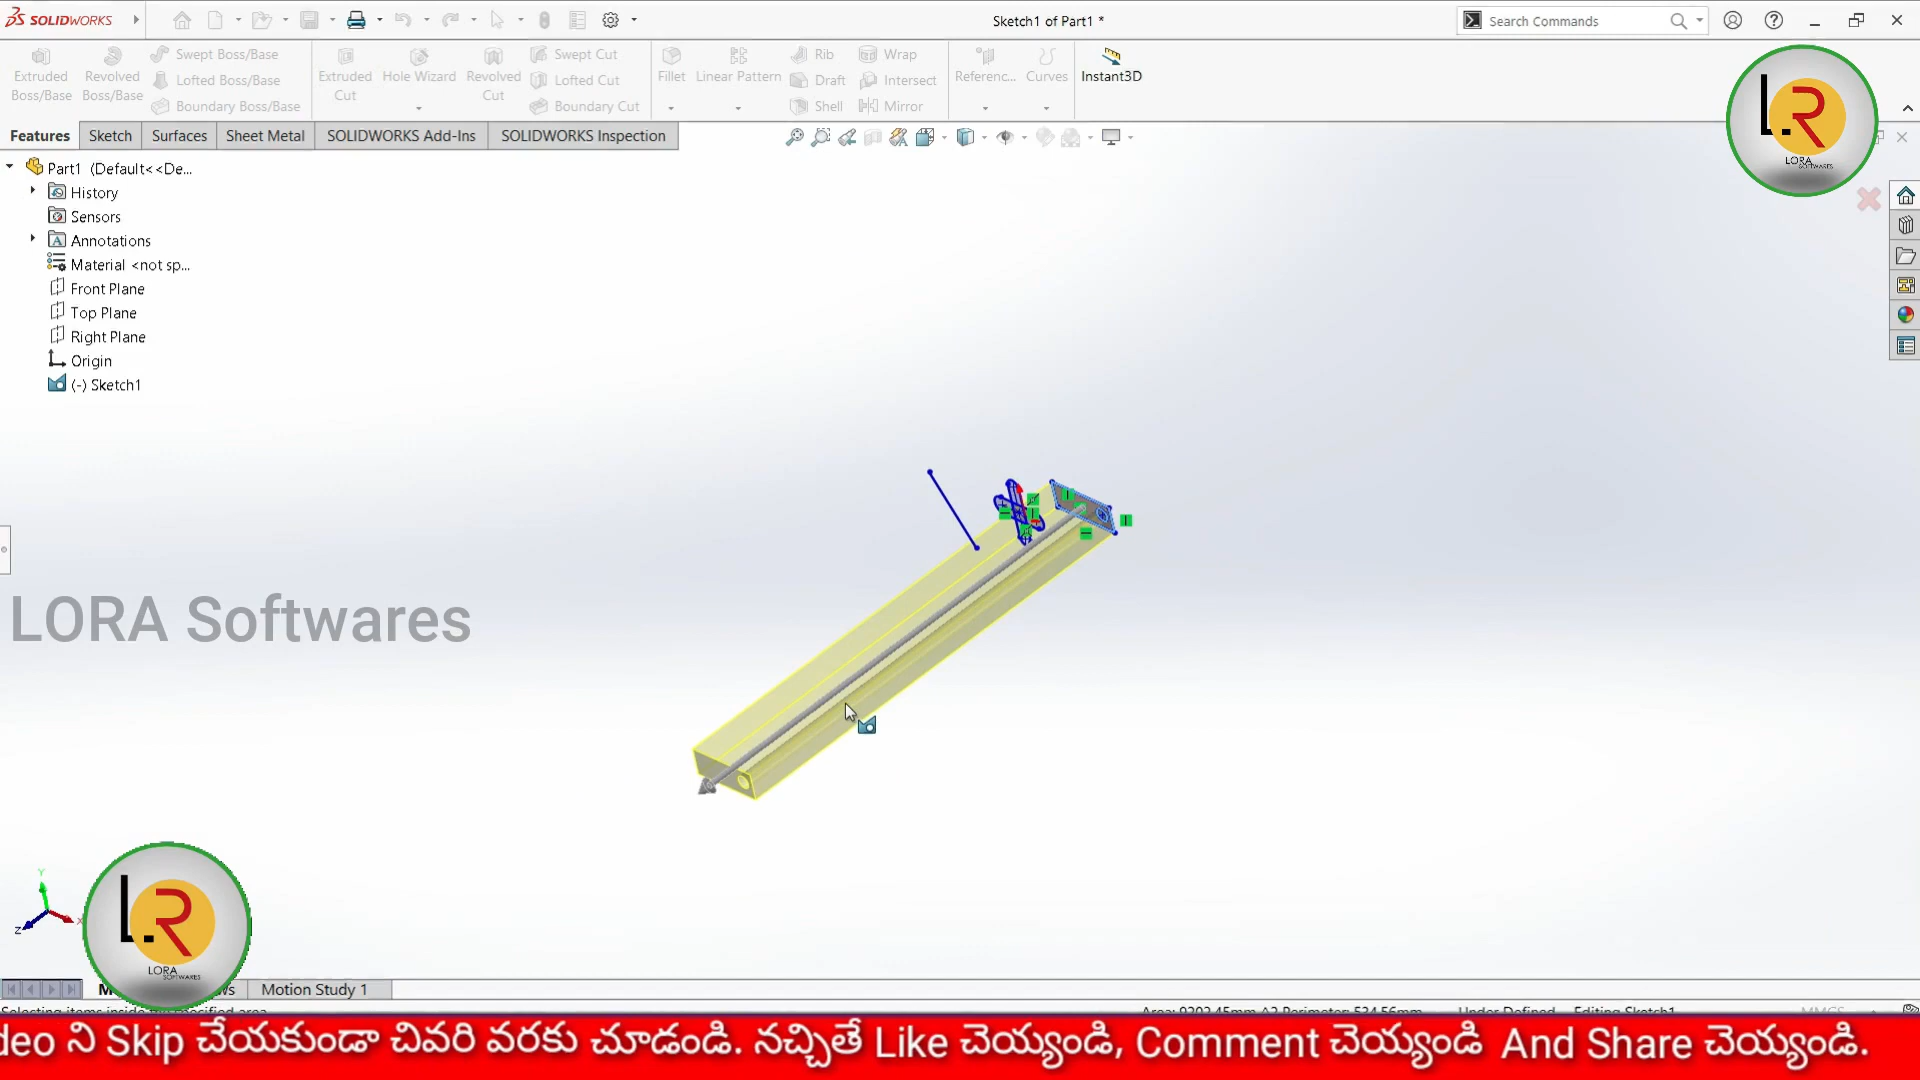 SOLIDWORKS
Sketch1 of Part1 *
Search Commands
Extruded Boss/Base
Revolved Boss/Base
Swept Boss/Base
Lofted Boss/Base
Boundary Boss/Base
Extruded Cut
Hole Wizard
Revolved Cut
Swept Cut
Lofted Cut
Boundary Cut
Fillet
Linear Pattern
Rib
Draft
Shell
Wrap
Intersect
Mirror
Referenc...
Curves
Instant3D
Features
Sketch
Surfaces
Sheet Metal
SOLIDWORKS Add-Ins
SOLIDWORKS Inspection
L.R
LORA
SOFTWARES
Part1 (Default<<De...
History
Sensors
Annotations
Material <not sp...
Front Plane
Top Plane
Right Plane
Origin
(-) Sketch1
LORA Softwares
Y
Z
L.R
LORA
SOFTWARES
Motion Study 1
Under Defined
Editing Sketch1
MMGS
deo ని Skip చేయకుండా చివరి వరకు చూడండి. నచ్చితే Like చెయ్యండి, Comment చెయ్యండి And Share చెయ్యండి.